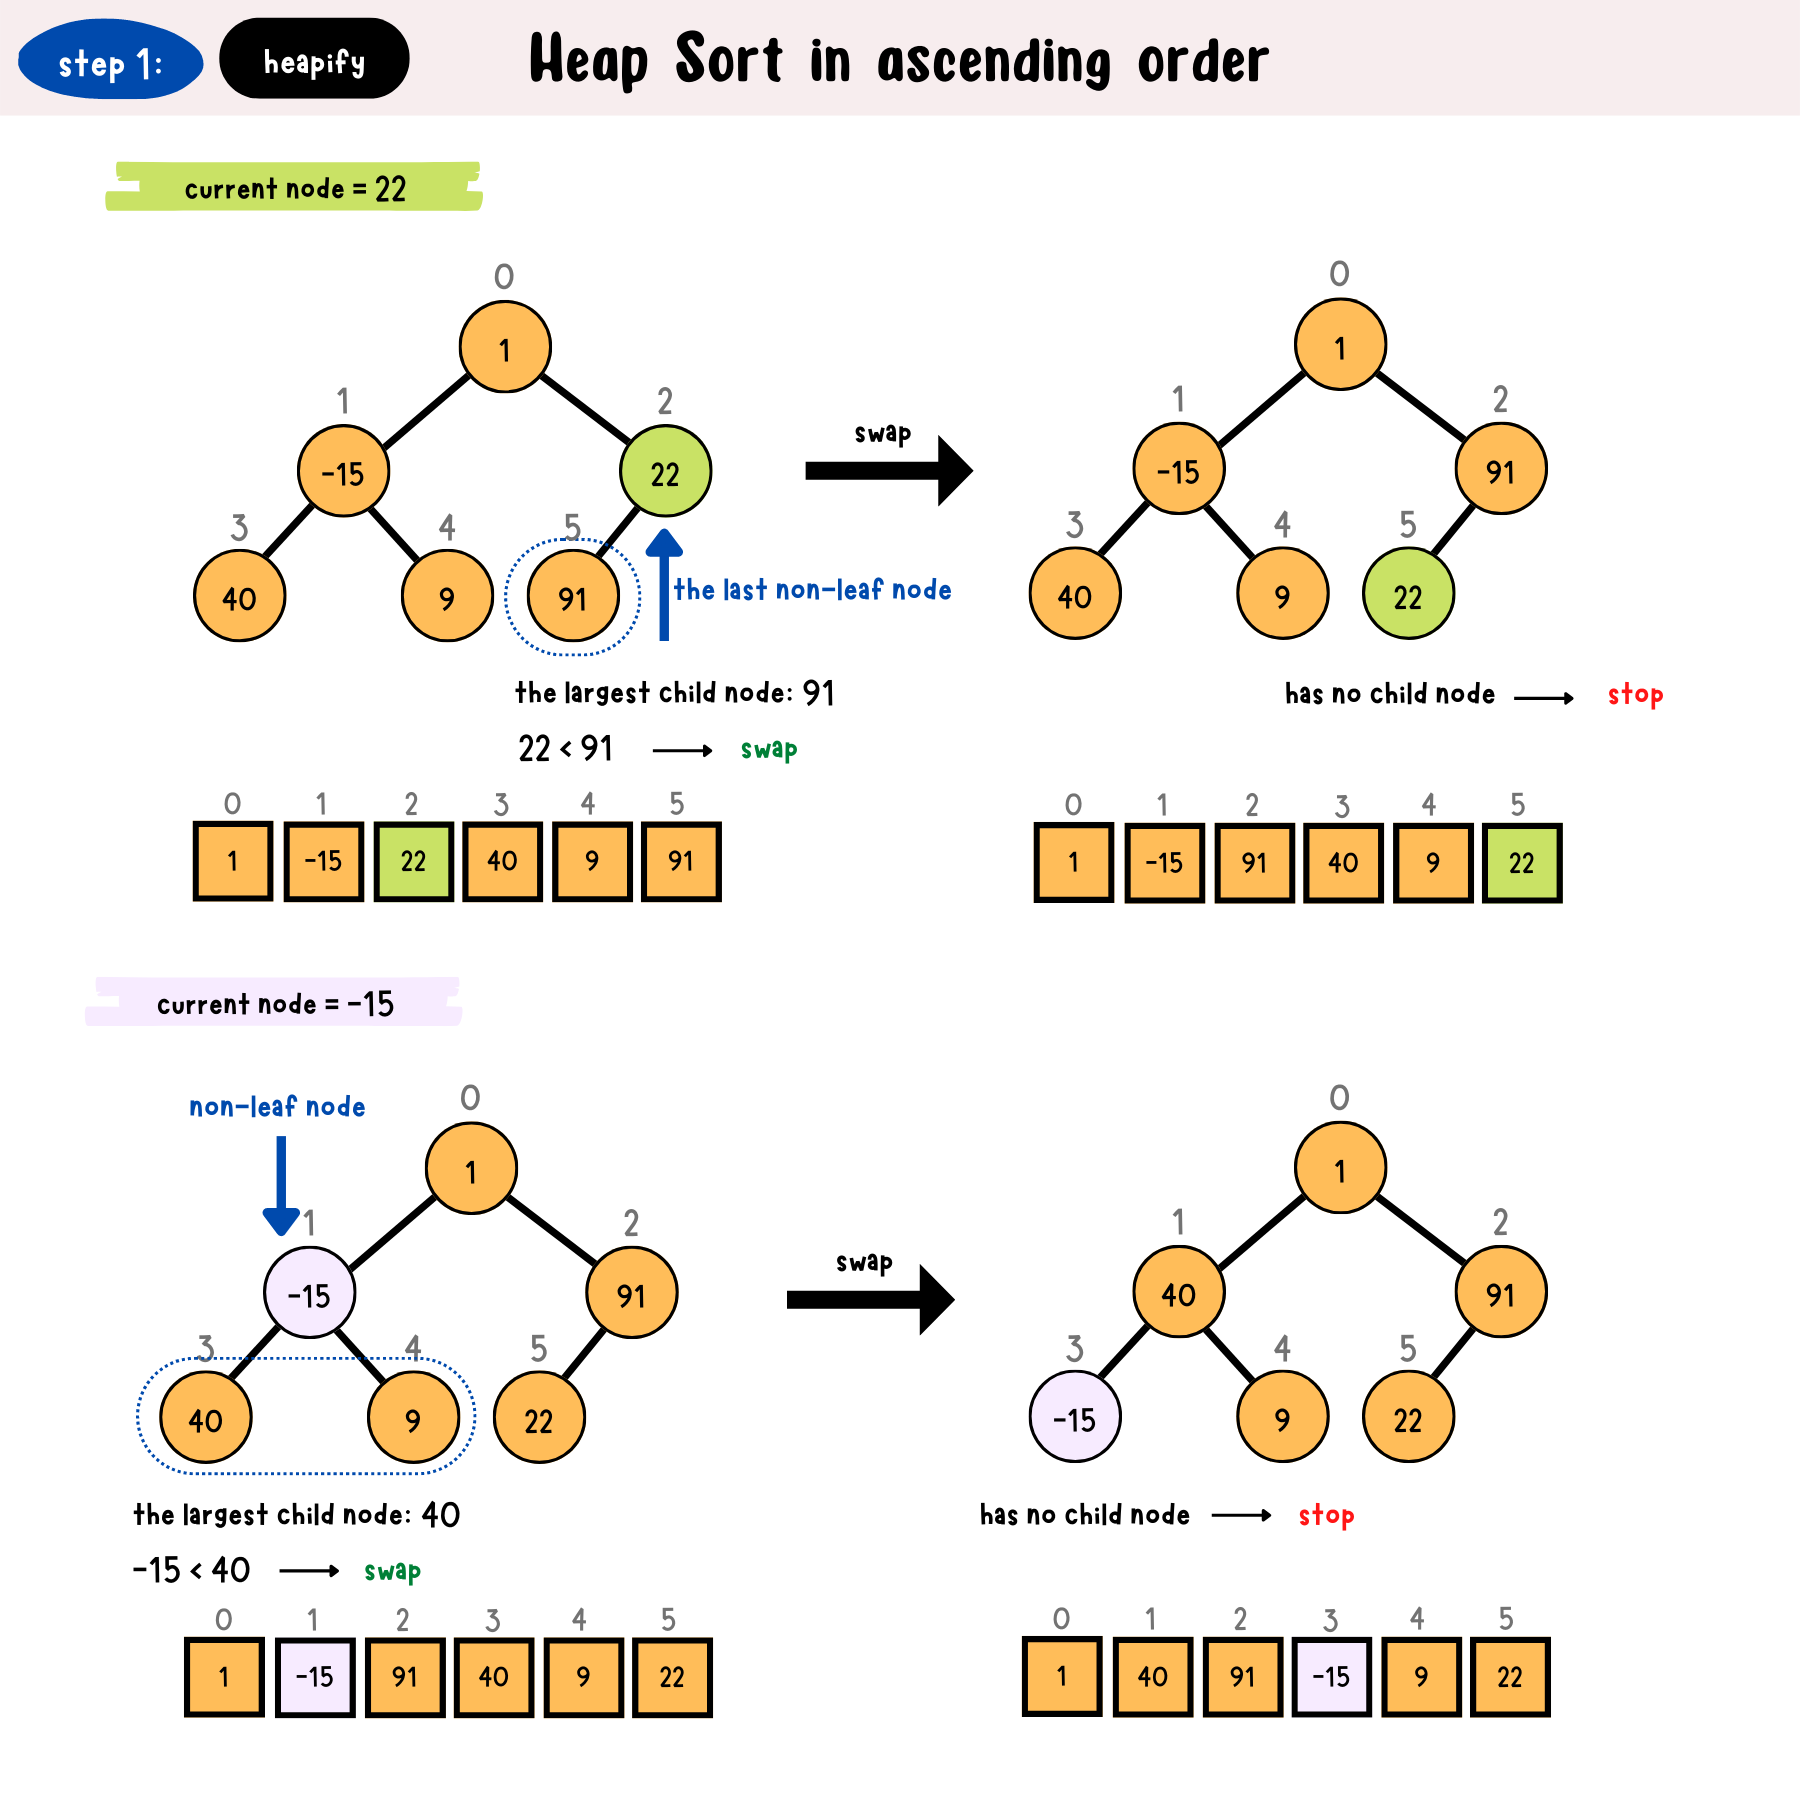 step 1:
heapify
Heap Sort in ascending order
current node = 22
0
1
1
2
-15
22
3
4
5
40
9
91
the last non-leaf node
the largest child node: 91
22 < 91
swap
swap
0
1
1
2
-15
91
3
4
5
40
9
22
has no child node
stop
0 1 2 3 4 5
1 -15 22 40 9 91
0 1 2 3 4 5
1 -15 91 40 9 22
current node = -15
non-leaf node
0
1
1
2
-15
91
3
4
5
40
9
22
the largest child node: 40
-15 < 40
swap
swap
0
1
1
2
40
91
3
4
5
-15
9
22
has no child node
stop
0 1 2 3 4 5
1 -15 91 40 9 22
0 1 2 3 4 5
1 40 91 -15 9 22